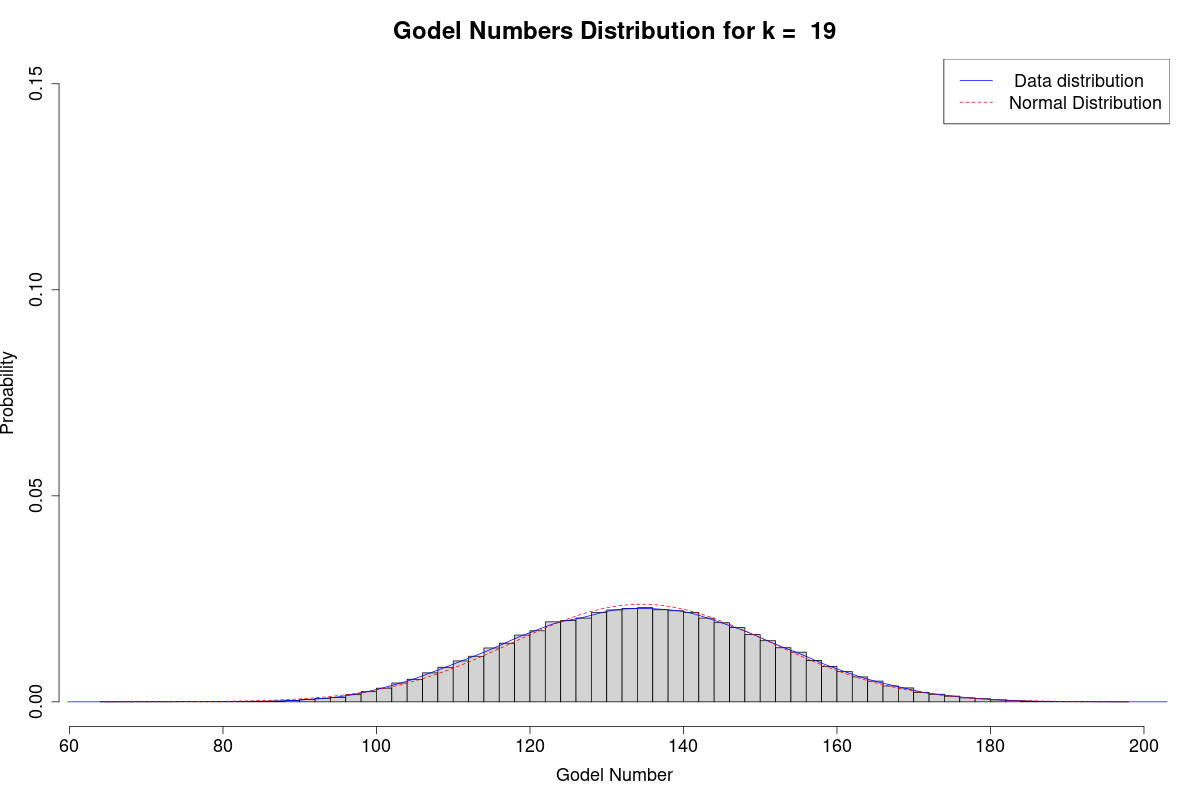 Godel Numbers Distribution for k =  19
Data distribution
Normal Distribution
0.15
0.10
0.05
0.00
Probability
60 80 100 120 140 160 180 200
Godel Number